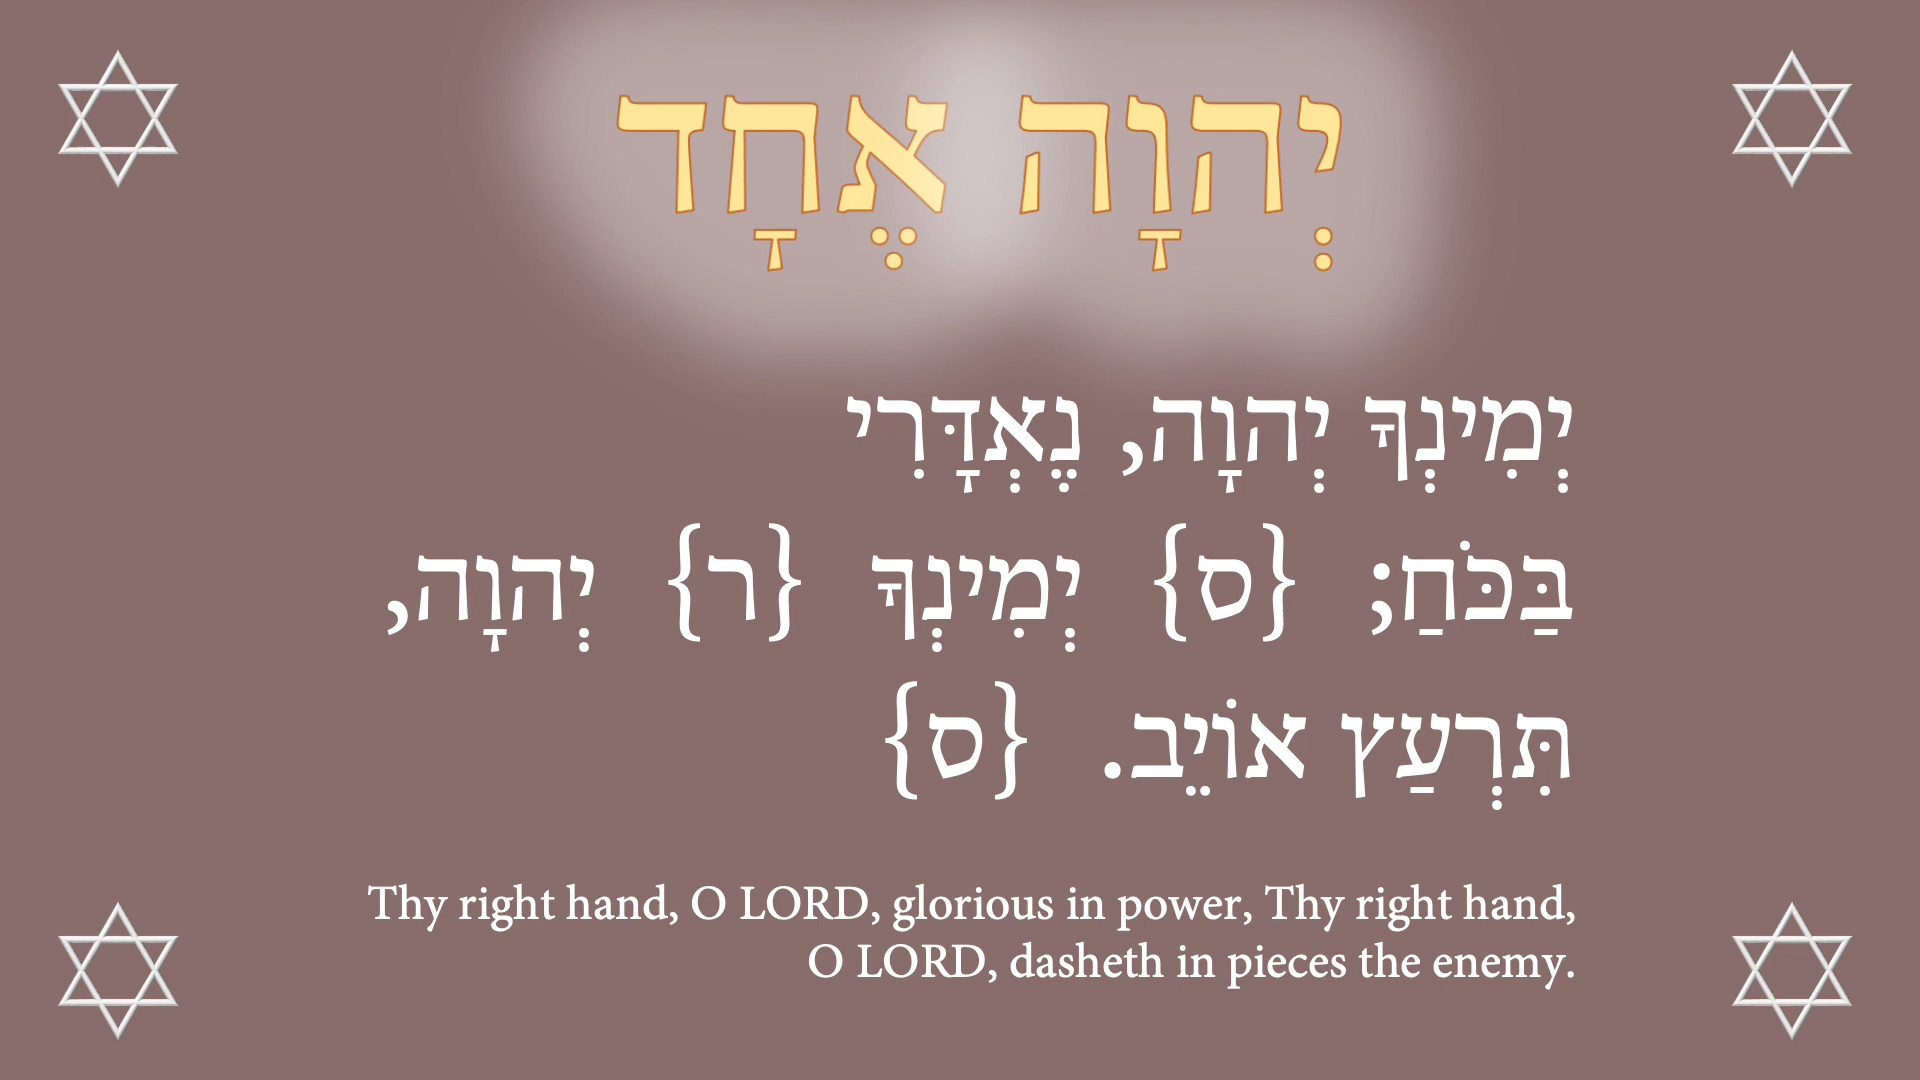 יְהוָה אֶחָד
יְמִינְךָ יְהוָה, נֶאְדָּרִי
בַּכֹּחַ; {ס} יְמִינְךָ {ר} יְהוָה,
תִּרְעַץ אוֹיֵב. {ס}
Thy right hand, O LORD, glorious in power, Thy right hand,
O LORD, dasheth in pieces the enemy.